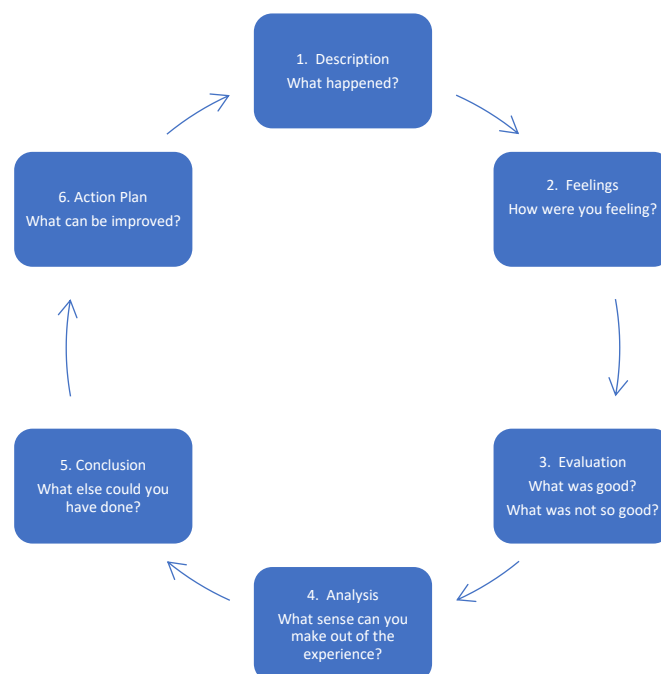 1. Description
What happened?
2. Feelings
How were you feeling?
3. Evaluation
What was good?
What was not so good?
4. Analysis
What sense can you
make out of the
experience?
5. Conclusion
What else could you
have done?
6. Action Plan
What can be improved?